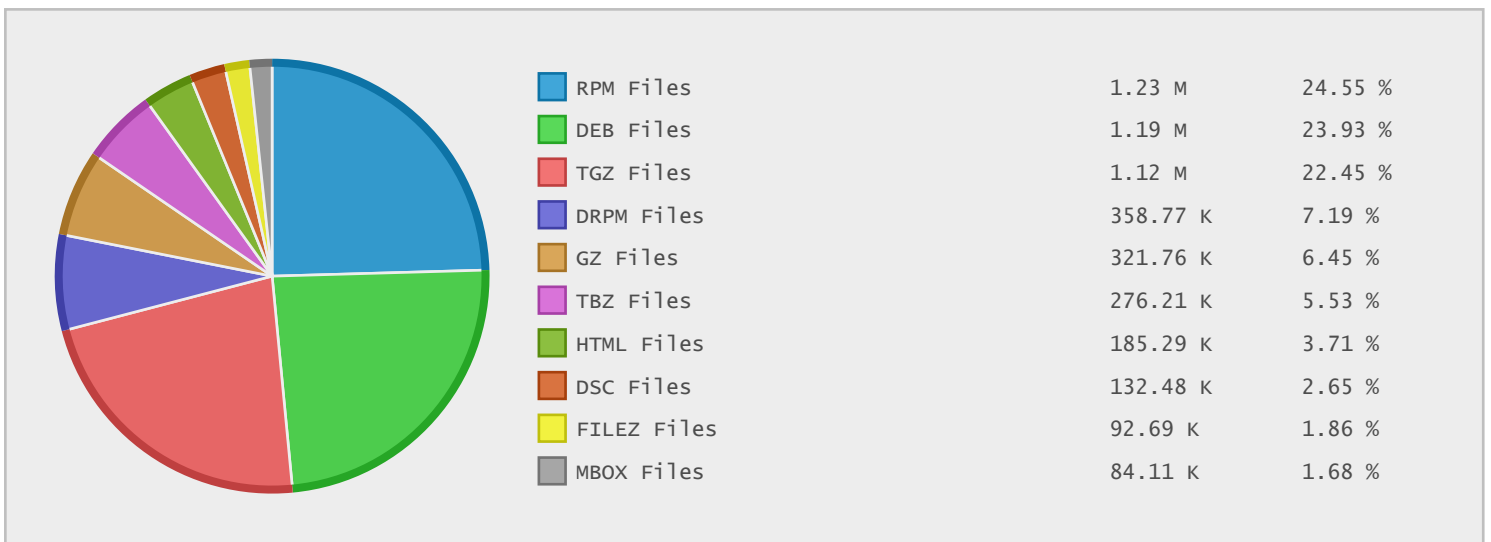 RPM Files 1.23 M 24.55 %
DEB Files 1.19 M 23.93 %
TGZ Files 1.12 M 22.45 %
DRPM Files 358.77 K 7.19 %
GZ Files 321.76 K 6.45 %
TBZ Files 276.21 K 5.53 %
HTML Files 185.29 K 3.71 %
DSC Files 132.48 K 2.65 %
FILEZ Files 92.69 K 1.86 %
MBOX Files 84.11 K 1.68 %